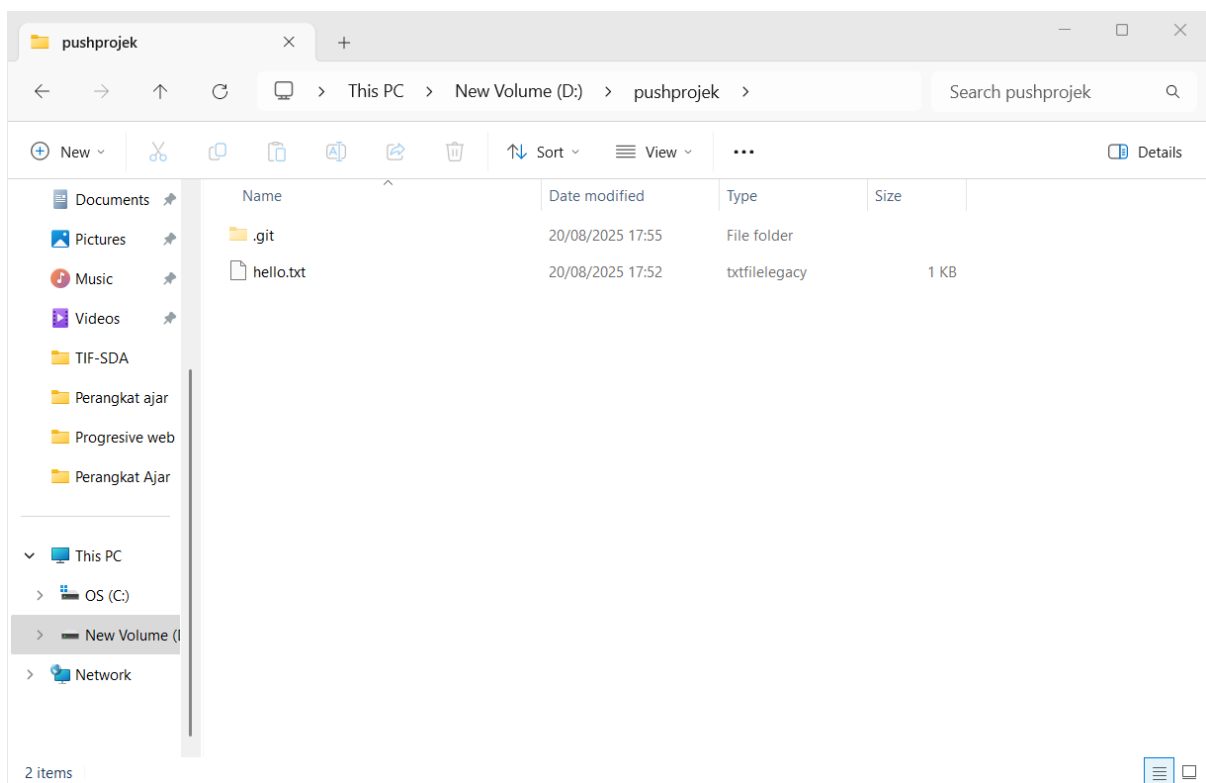 pushprojek
This PC > New Volume (D:) > pushprojek >
Search pushprojek
New
Sort
View
Details
Name
Date modified
Type
Size
.git
20/08/2025 17:55
File folder
hello.txt
20/08/2025 17:52
txtfilelegacy
1 KB
Documents
Pictures
Music
Videos
TIF-SDA
Perangkat ajar
Progresive web
Perangkat Ajar
This PC
OS (C:)
New Volume (
Network
2 items